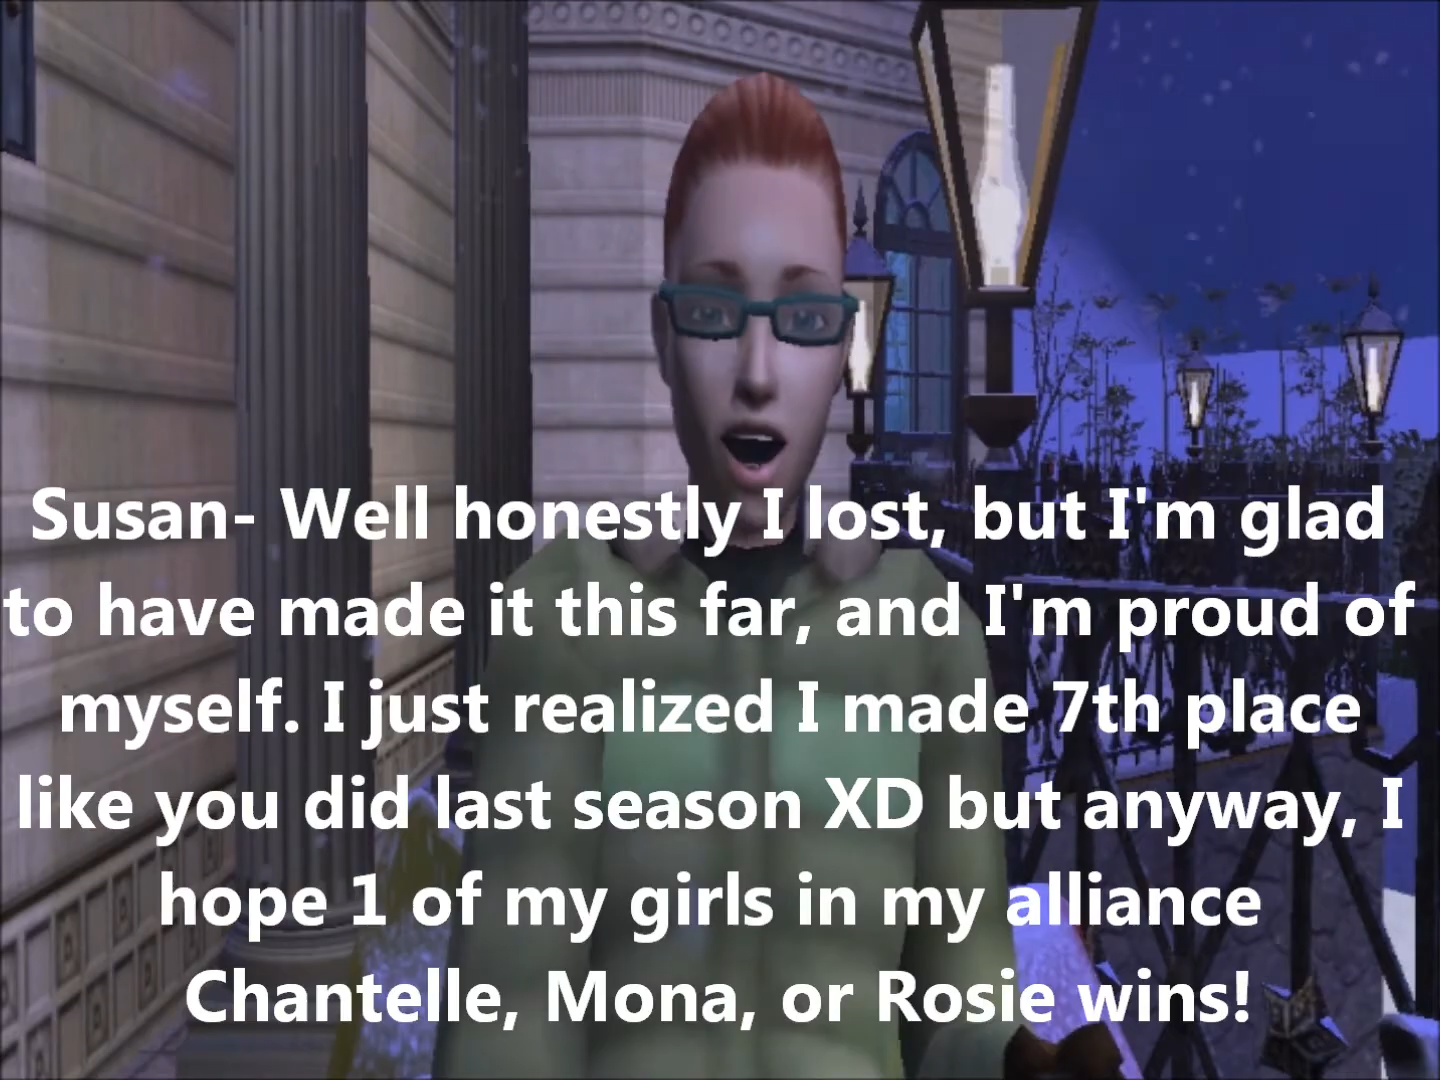 Susan- Well honestly I lost, but I'm glad
to have made it this far, and I'm proud of
myself. I just realized I made 7th place
like you did last season XD but anyway, I
hope 1 of my girls in my alliance
Chantelle, Mona, or Rosie wins!